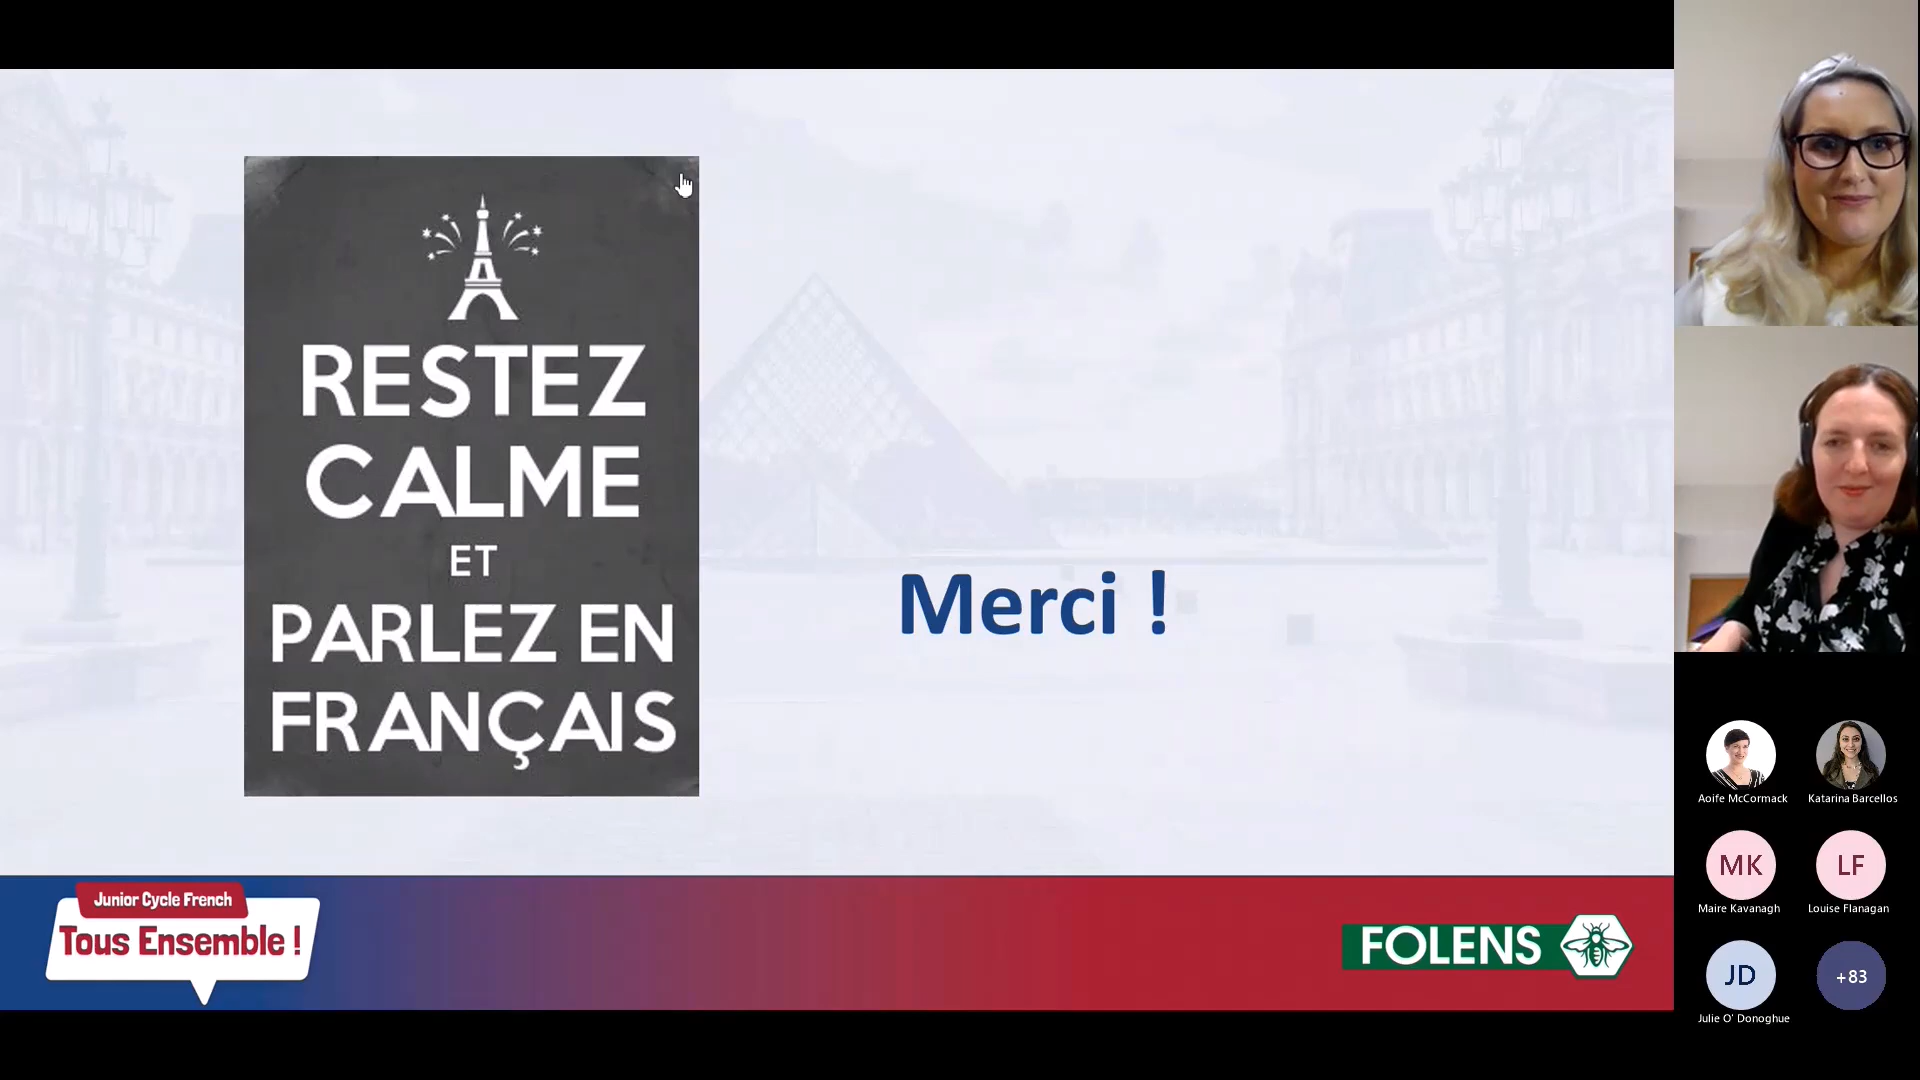 RESTEZ
CALME
ET
PARLEZ EN
FRANÇAIS
Merci !
Junior Cycle French
Tous Ensemble !
FOLENS
Aoife McCormack
Katarina Barcellos
MK
Maire Kavanagh
LF
Louise Flanagan
JD
Julie O' Donoghue
+83